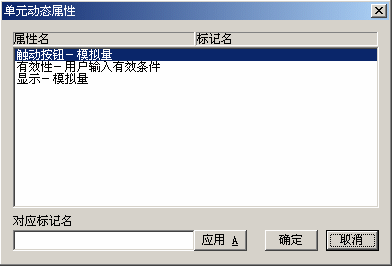 单元动态属性
属性名 标记名
触动按钮－模拟量
有效性－用户输入有效条件
显示－模拟量
对应标记名
应用 A 确定 取消